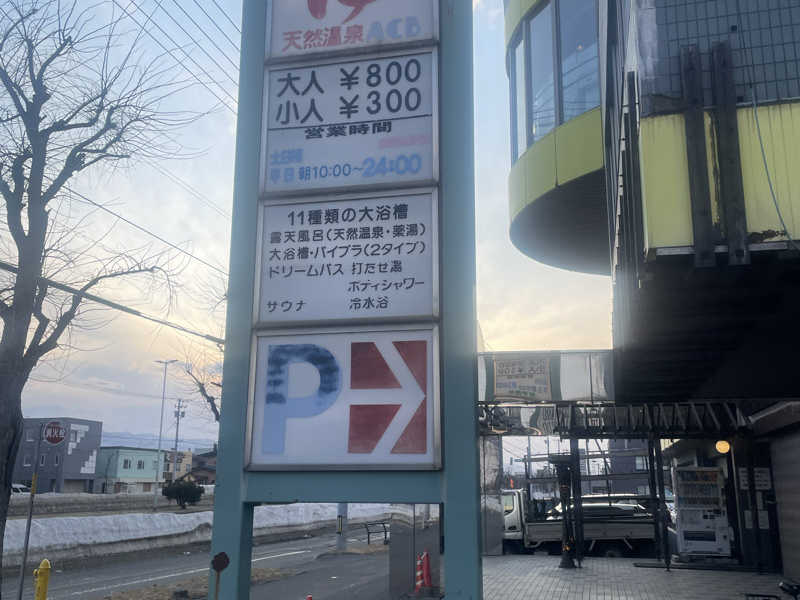 天然温泉ACB
大人 ¥800
小人 ¥300
営業時間
土日祝
平日 朝10:00~24:00
11種類の大浴槽
露天風呂(天然温泉・薬湯)
大浴槽・バイブラ(2タイプ)
ドリームバス 打たせ湯
ボディシャワー
サウナ 冷水浴
P
消火栓